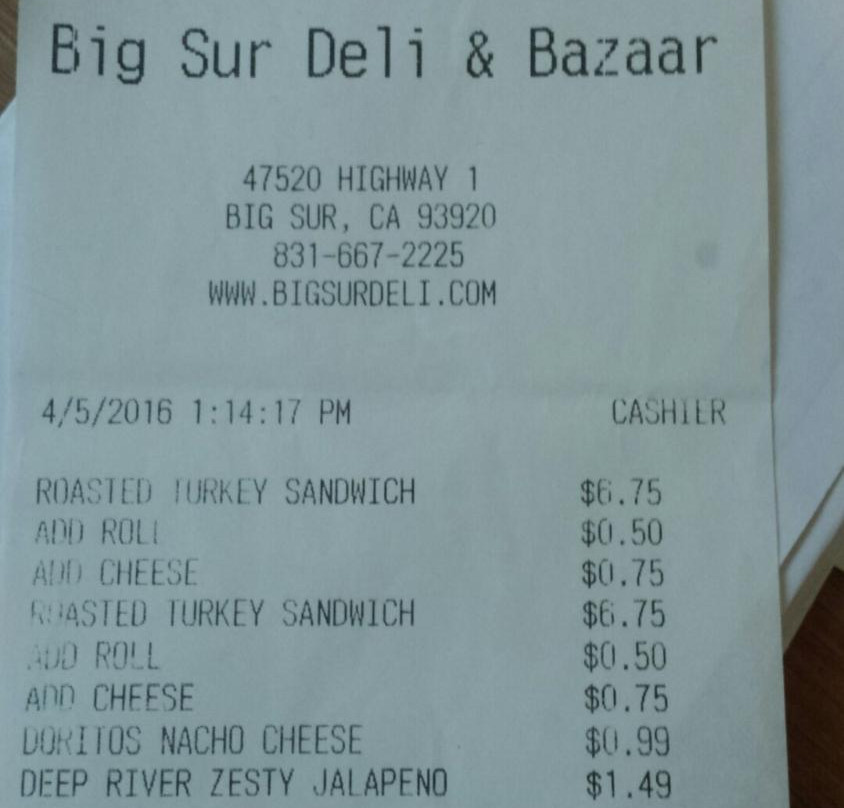 Big Sur Deli & Bazaar
47520 HIGHWAY 1
BIG SUR, CA 93920
831-667-2225
WWW.BIGSURDELI.COM
4/5/2016 1:14:17 PM CASHIER
ROASTED TURKEY SANDWICH $6.75
ADD ROLL $0.50
ADD CHEESE $0.75
ROASTED TURKEY SANDWICH $6.75
ADD ROLL $0.50
ADD CHEESE $0.75
DORITOS NACHO CHEESE $0.99
DEEP RIVER ZESTY JALAPENO $1.49